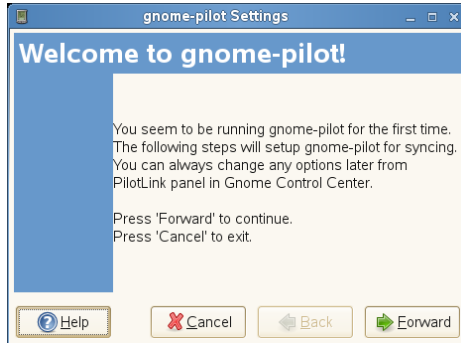 gnome-pilot Settings
Welcome to gnome-pilot!
You seem to be running gnome-pilot for the first time.
The following steps will setup gnome-pilot for syncing.
You can always change any options later from
PilotLink panel in Gnome Control Center.
Press 'Forward' to continue.
Press 'Cancel' to exit.
Help Cancel Back Forward